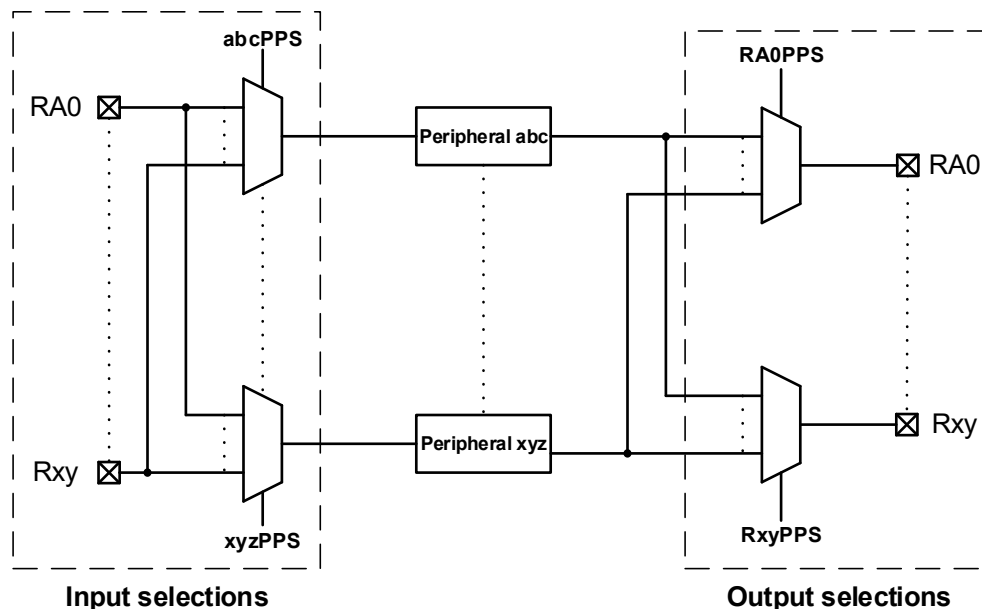 abcPPS
RA0
Rxy
xyzPPS
Input selections
Peripheral abc
Peripheral xyz
RA0PPS
RA0
Rxy
RxyPPS
Output selections